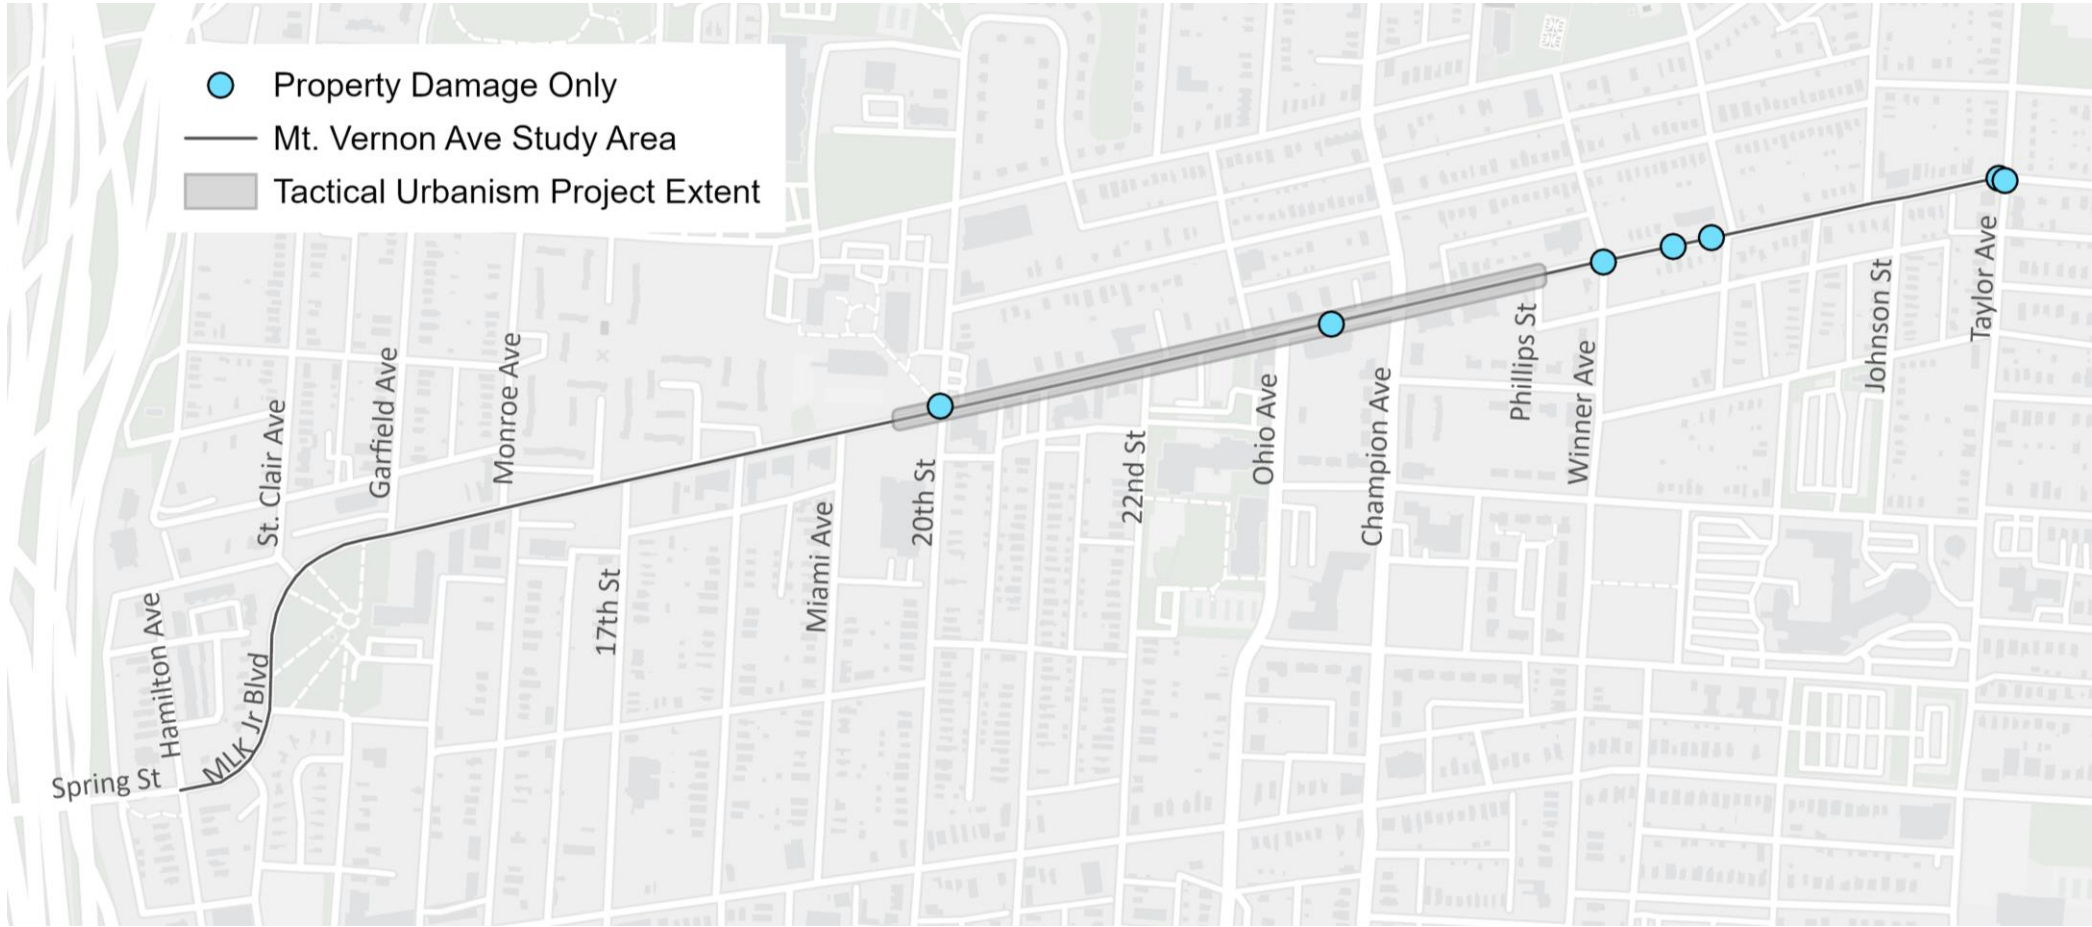 Property Damage Only
Mt. Vernon Ave Study Area
Tactical Urbanism Project Extent
Spring St
Hamilton Ave
MLK Jr Blvd
St. Clair Ave
Garfield Ave
Monroe Ave
17th St
Miami Ave
20th St
22nd St
Ohio Ave
Champion Ave
Phillips St
Winner Ave
Johnson St
Taylor Ave